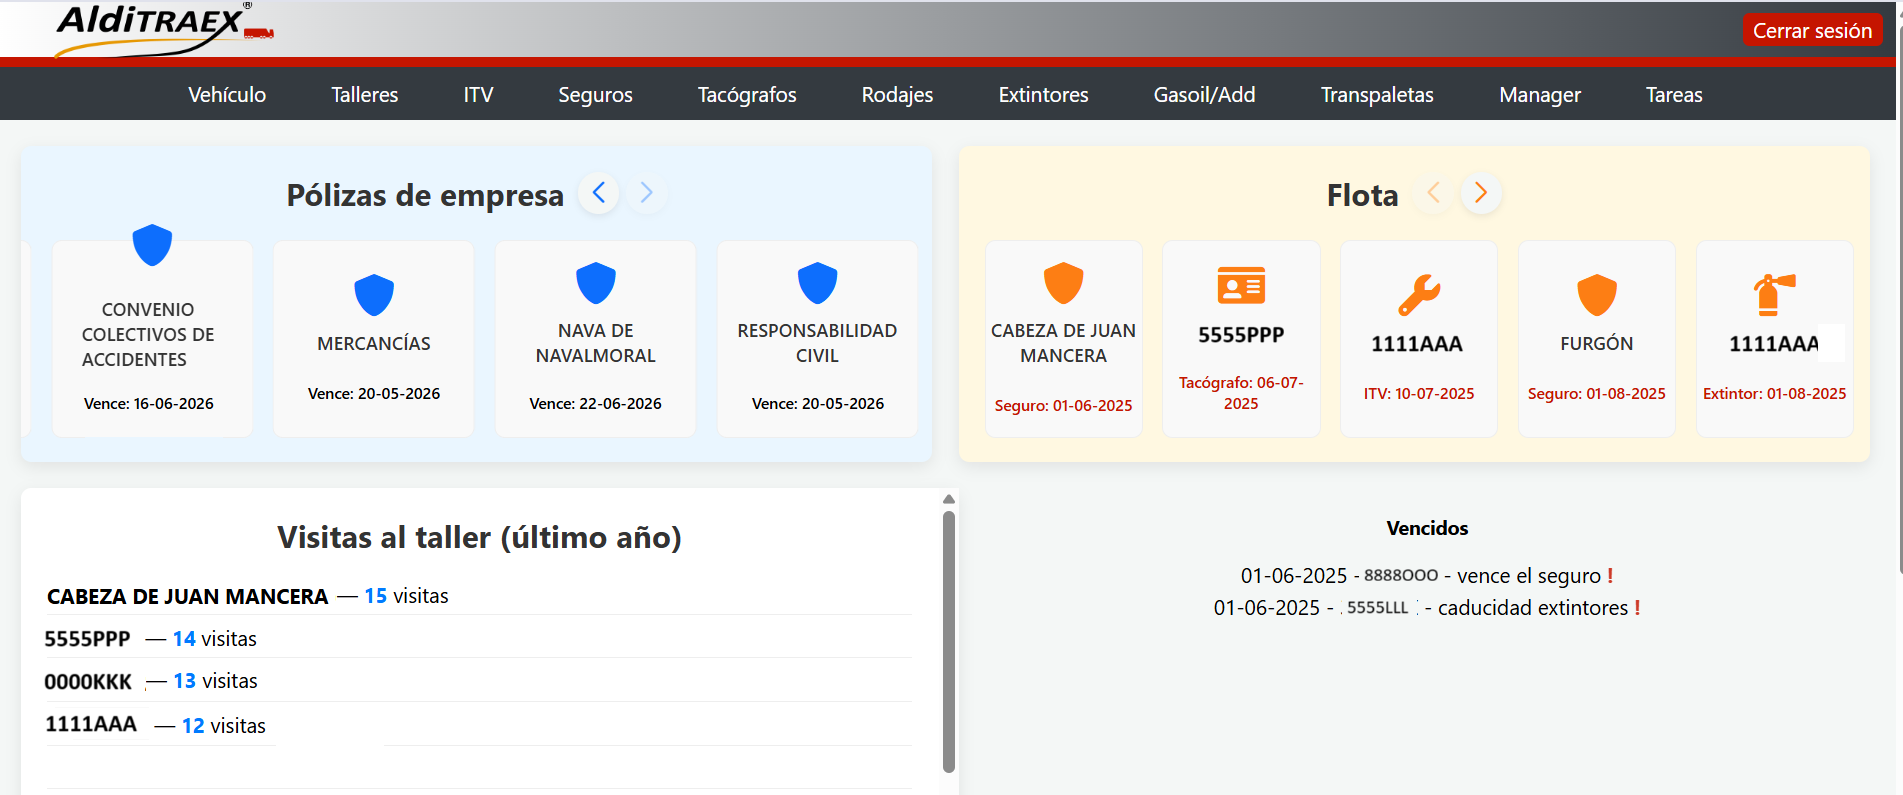 AldiTRAEX®
Cerrar sesión
Vehículo Talleres ITV Seguros Tacógrafos Rodajes Extintores Gasoil/Add Transpaletas Manager Tareas
Pólizas de empresa
CONVENIO
COLECTIVOS DE
ACCIDENTES
Vence: 16-06-2026
MERCANCÍAS
Vence: 20-05-2026
NAVA DE
NAVALMORAL
Vence: 22-06-2026
RESPONSABILIDAD
CIVIL
Vence: 20-05-2026
Flota
CABEZA DE JUAN
MANCERA
Seguro: 01-06-2025
5555PPP
Tacógrafo: 06-07-
2025
1111AAA
ITV: 10-07-2025
FURGÓN
Seguro: 01-08-2025
1111AAA
Extintor: 01-08-2025
Visitas al taller (último año)
CABEZA DE JUAN MANCERA — 15 visitas
5555PPP — 14 visitas
0000KKK — 13 visitas
1111AAA — 12 visitas
Vencidos
01-06-2025 - 8888OOO - vence el seguro !
01-06-2025 - 5555LLL - caducidad extintores !